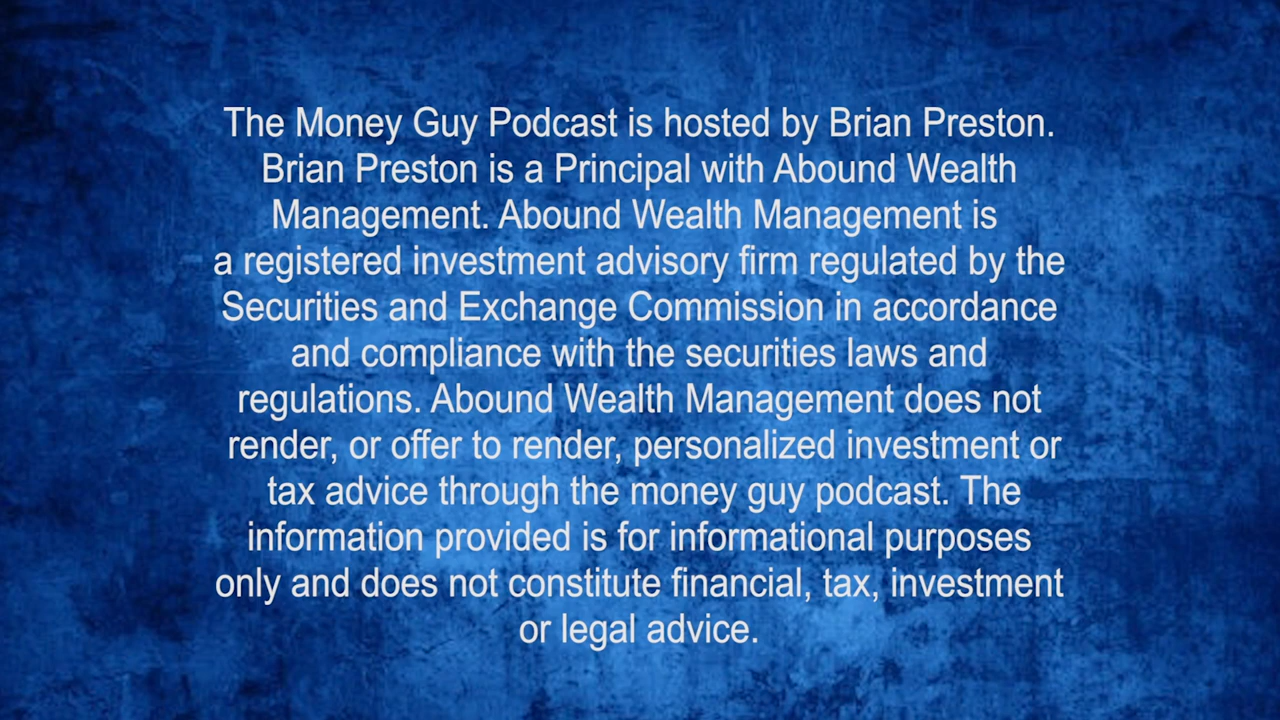 The Money Guy Podcast is hosted by Brian Preston.
Brian Preston is a Principal with Abound Wealth
Management. Abound Wealth Management is
a registered investment advisory firm regulated by the
Securities and Exchange Commission in accordance
and compliance with the securities laws and
regulations. Abound Wealth Management does not
render, or offer to render, personalized investment or
tax advice through the money guy podcast. The
information provided is for informational purposes
only and does not constitute financial, tax, investment
or legal advice.